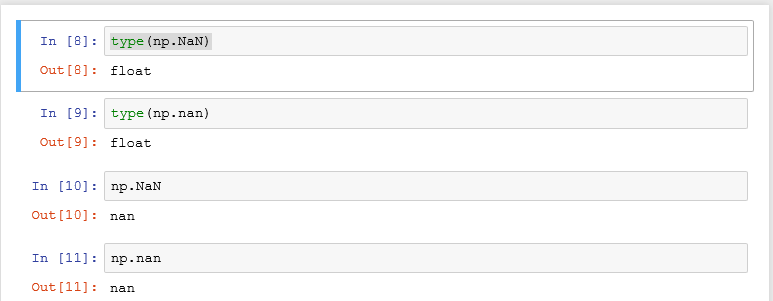 In [8]: type(np.NaN)
Out[8]: float
In [9]: type(np.nan)
Out[9]: float
In [10]: np.NaN
Out[10]: nan
In [11]: np.nan
Out[11]: nan